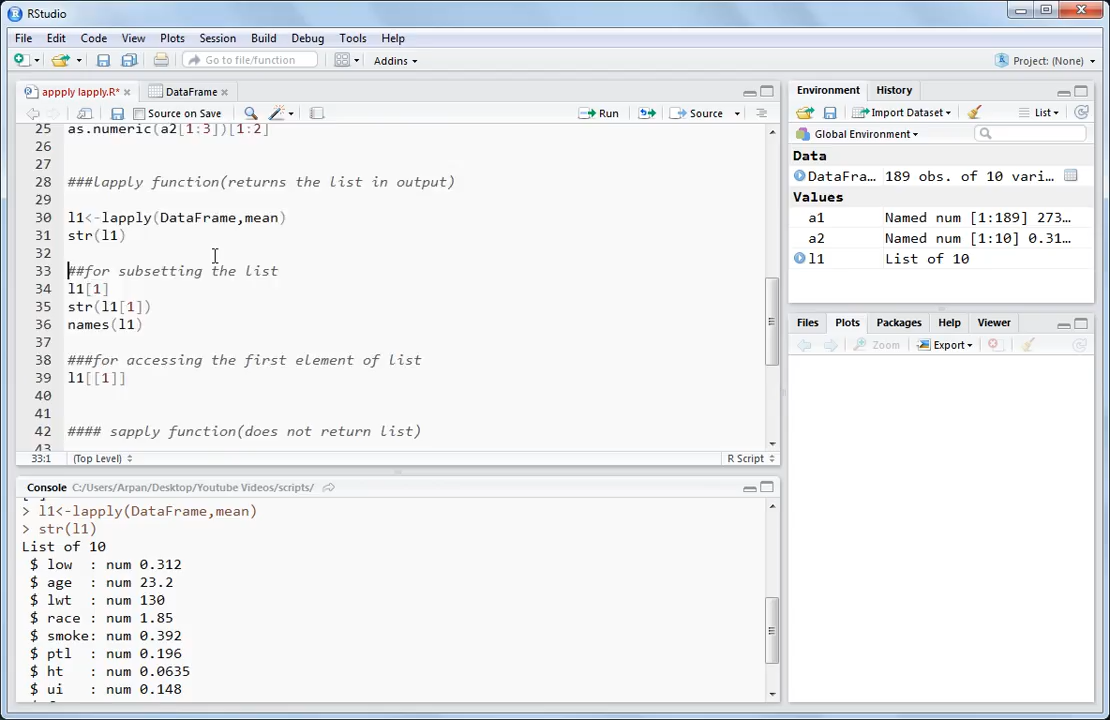 RStudio
File Edit Code View Plots Session Build Debug Tools Help
Go to file/function
Addins
Project: (None)
appply lapply.R*
DataFrame
Source on Save
Run
Source
25 as.numeric(a2[1:3])[1:2]
26
27
28 ###lapply function(returns the list in output)
29
30 l1<-lapply(DataFrame,mean)
31 str(l1)
32
33 ##for subsetting the list
34 l1[1]
35 str(l1[1])
36 names(l1)
37
38 ###for accessing the first element of list
39 l1[[1]]
40
41
42 #### sapply function(does not return list)
43
33:1 (Top Level) R Script
Console C:/Users/Arpan/Desktop/Youtube Videos/scripts/
> l1<-lapply(DataFrame,mean)
> str(l1)
List of 10
$ low : num 0.312
$ age : num 23.2
$ lwt : num 130
$ race : num 1.85
$ smoke: num 0.392
$ ptl : num 0.196
$ ht : num 0.0635
$ ui : num 0.148
Environment History
Import Dataset
List
Global Environment
Data
DataFra… 189 obs. of 10 vari…
Values
a1 Named num [1:189] 273…
a2 Named num [1:10] 0.31…
l1 List of 10
Files Plots Packages Help Viewer
Zoom Export